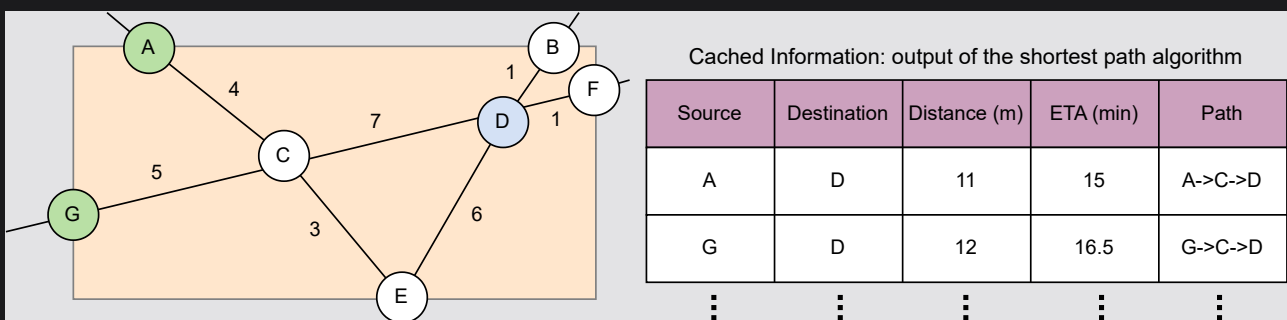 A
B
F
D
C
G
E
4
1
1
7
5
3
6
Cached Information: output of the shortest path algorithm
Source Destination Distance (m) ETA (min) Path
A D 11 15 A->C->D
G D 12 16.5 G->C->D